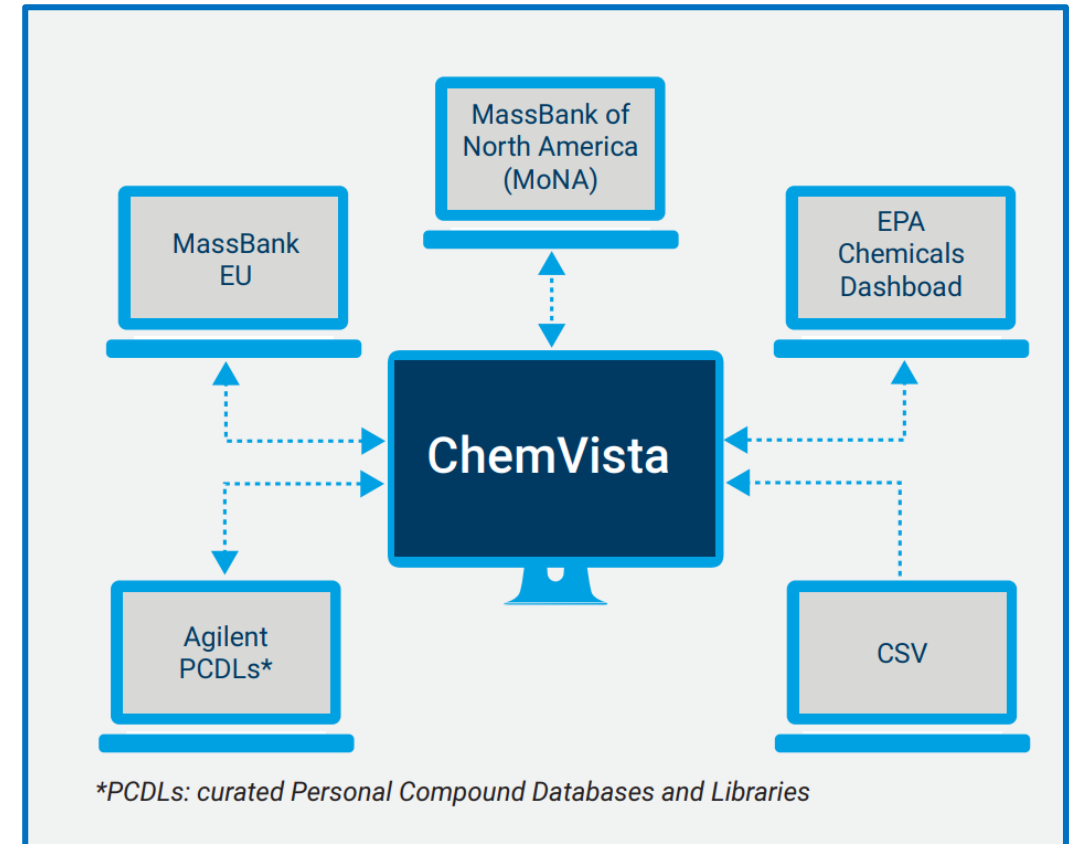 MassBank of
North America
(MoNA)
MassBank
EU
EPA
Chemicals
Dashboad
ChemVista
Agilent
PCDLs*
CSV
*PCDLs: curated Personal Compound Databases and Libraries